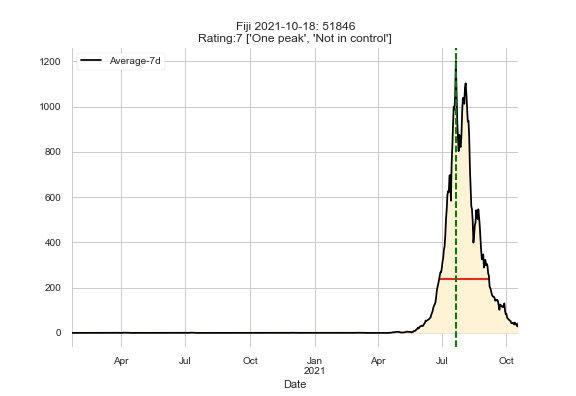 Fiji 2021-10-18: 51846
Rating:7 ['One peak', 'Not in control']
Average-7d
1200
1000
800
600
400
200
0
Apr
Jul
Oct
Jan
2021
Apr
Jul
Oct
Date